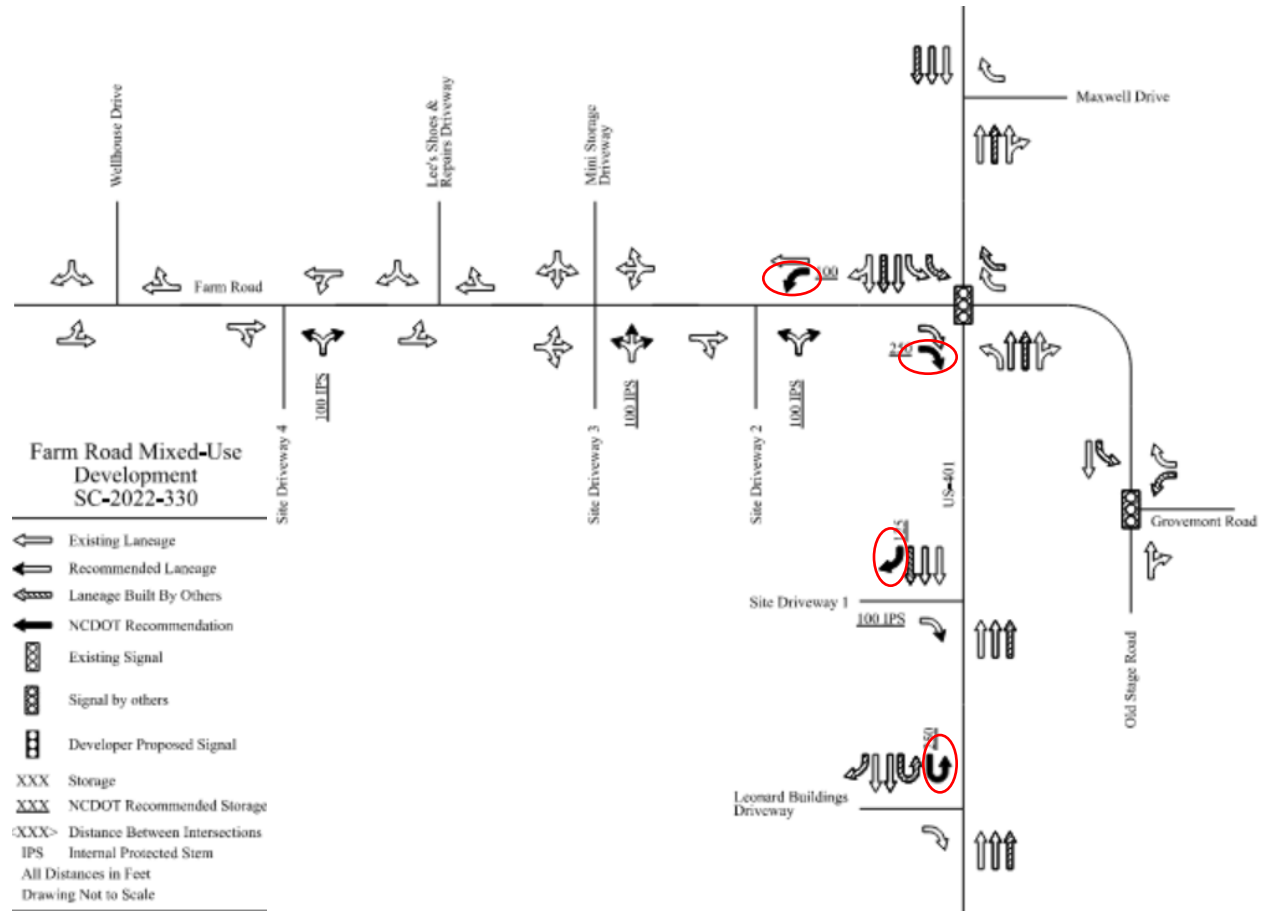 Maxwell Drive
Wellhouse Drive
Lee's Shoes &
Repairs Driveway
Mini Storage
Driveway
Farm Road
250
100 IPS
100 IPS
100 IPS
Site Driveway 4
Site Driveway 3
Site Driveway 2
US-401
Grovemont Road
Old Stage Road
Site Driveway 1
100 IPS
Leonard Buildings
Driveway
Farm Road Mixed-Use
Development
SC-2022-330
Existing Laneage
Recommended Laneage
Laneage Built By Others
NCDOT Recommendation
Existing Signal
Signal by others
Developer Proposed Signal
XXX Storage
XXX NCDOT Recommended Storage
<XXX> Distance Between Intersections
IPS Internal Protected Stem
All Distances in Feet
Drawing Not to Scale